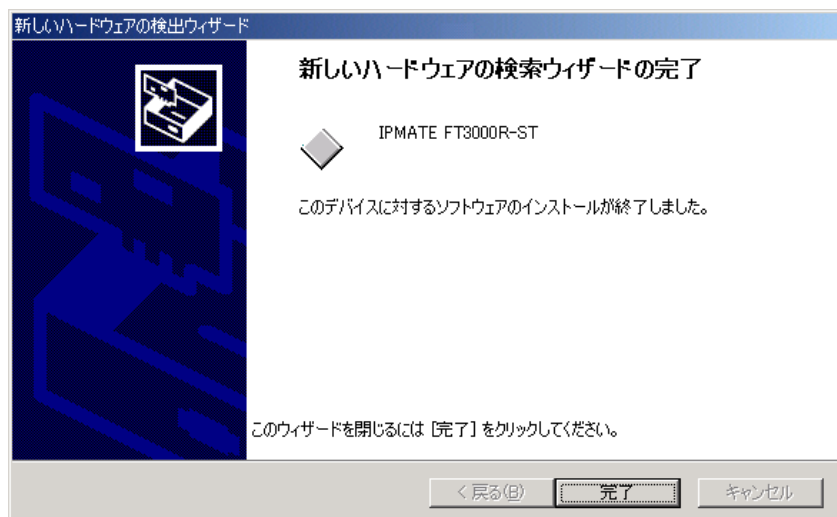 新しいハードウェアの検出ウィザード
新しいハードウェアの検索ウィザードの完了
IPMATE FT3000R-ST
このデバイスに対するソフトウェアのインストールが終了しました。
このウィザードを閉じるには [完了] をクリックしてください。
< 戻る(B)
完了
キャンセル